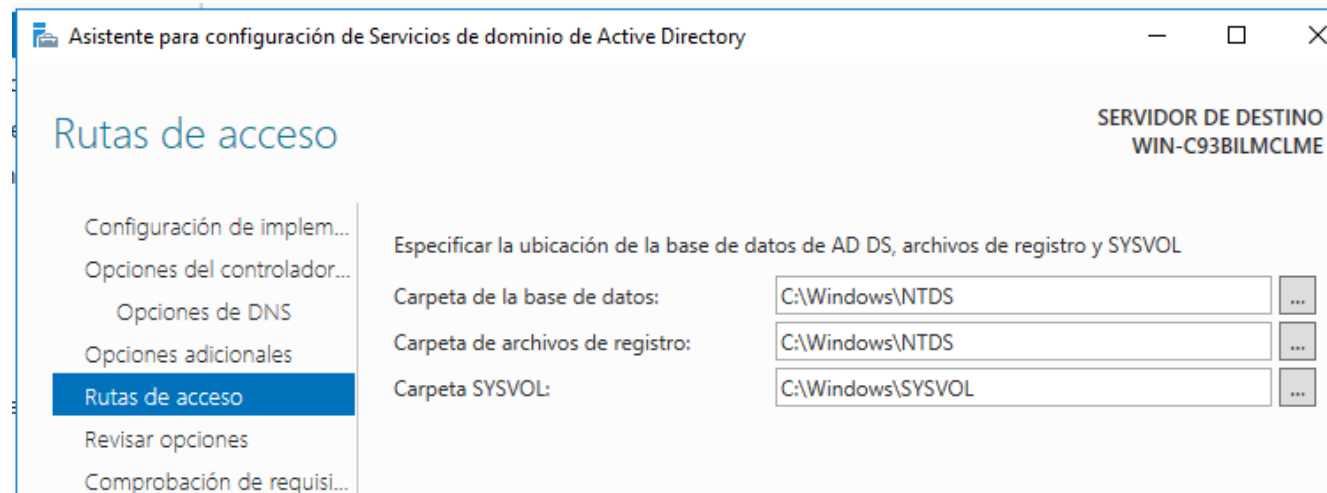 Asistente para configuración de Servicios de dominio de Active Directory
Rutas de acceso
SERVIDOR DE DESTINO
WIN-C93BILMCLME
Configuración de implem...
Opciones del controlador...
Opciones de DNS
Opciones adicionales
Rutas de acceso
Revisar opciones
Comprobación de requisi...
Especificar la ubicación de la base de datos de AD DS, archivos de registro y SYSVOL
Carpeta de la base de datos: C:\Windows\NTDS ...
Carpeta de archivos de registro: C:\Windows\NTDS ...
Carpeta SYSVOL: C:\Windows\SYSVOL ...